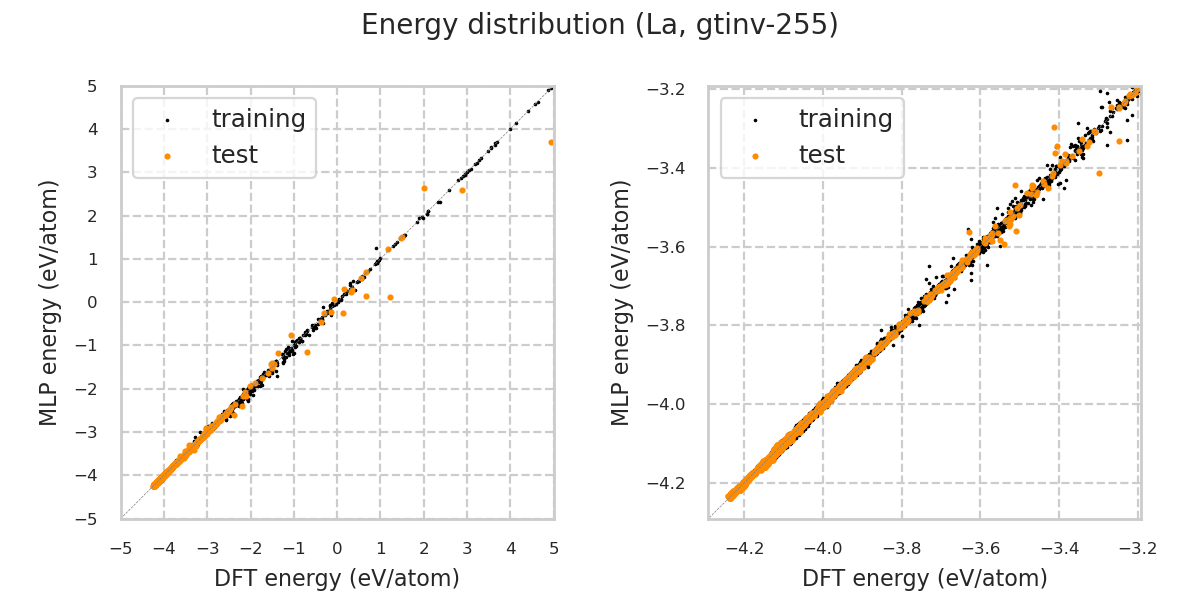 Energy distribution (La, gtinv-255)
training
test
MLP energy (eV/atom)
5
4
3
2
1
0
−1
−2
−3
−4
−5
−5 −4 −3 −2 −1 0 1 2 3 4 5
DFT energy (eV/atom)
training
test
MLP energy (eV/atom)
−3.2
−3.4
−3.6
−3.8
−4.0
−4.2
−4.2 −4.0 −3.8 −3.6 −3.4 −3.2
DFT energy (eV/atom)